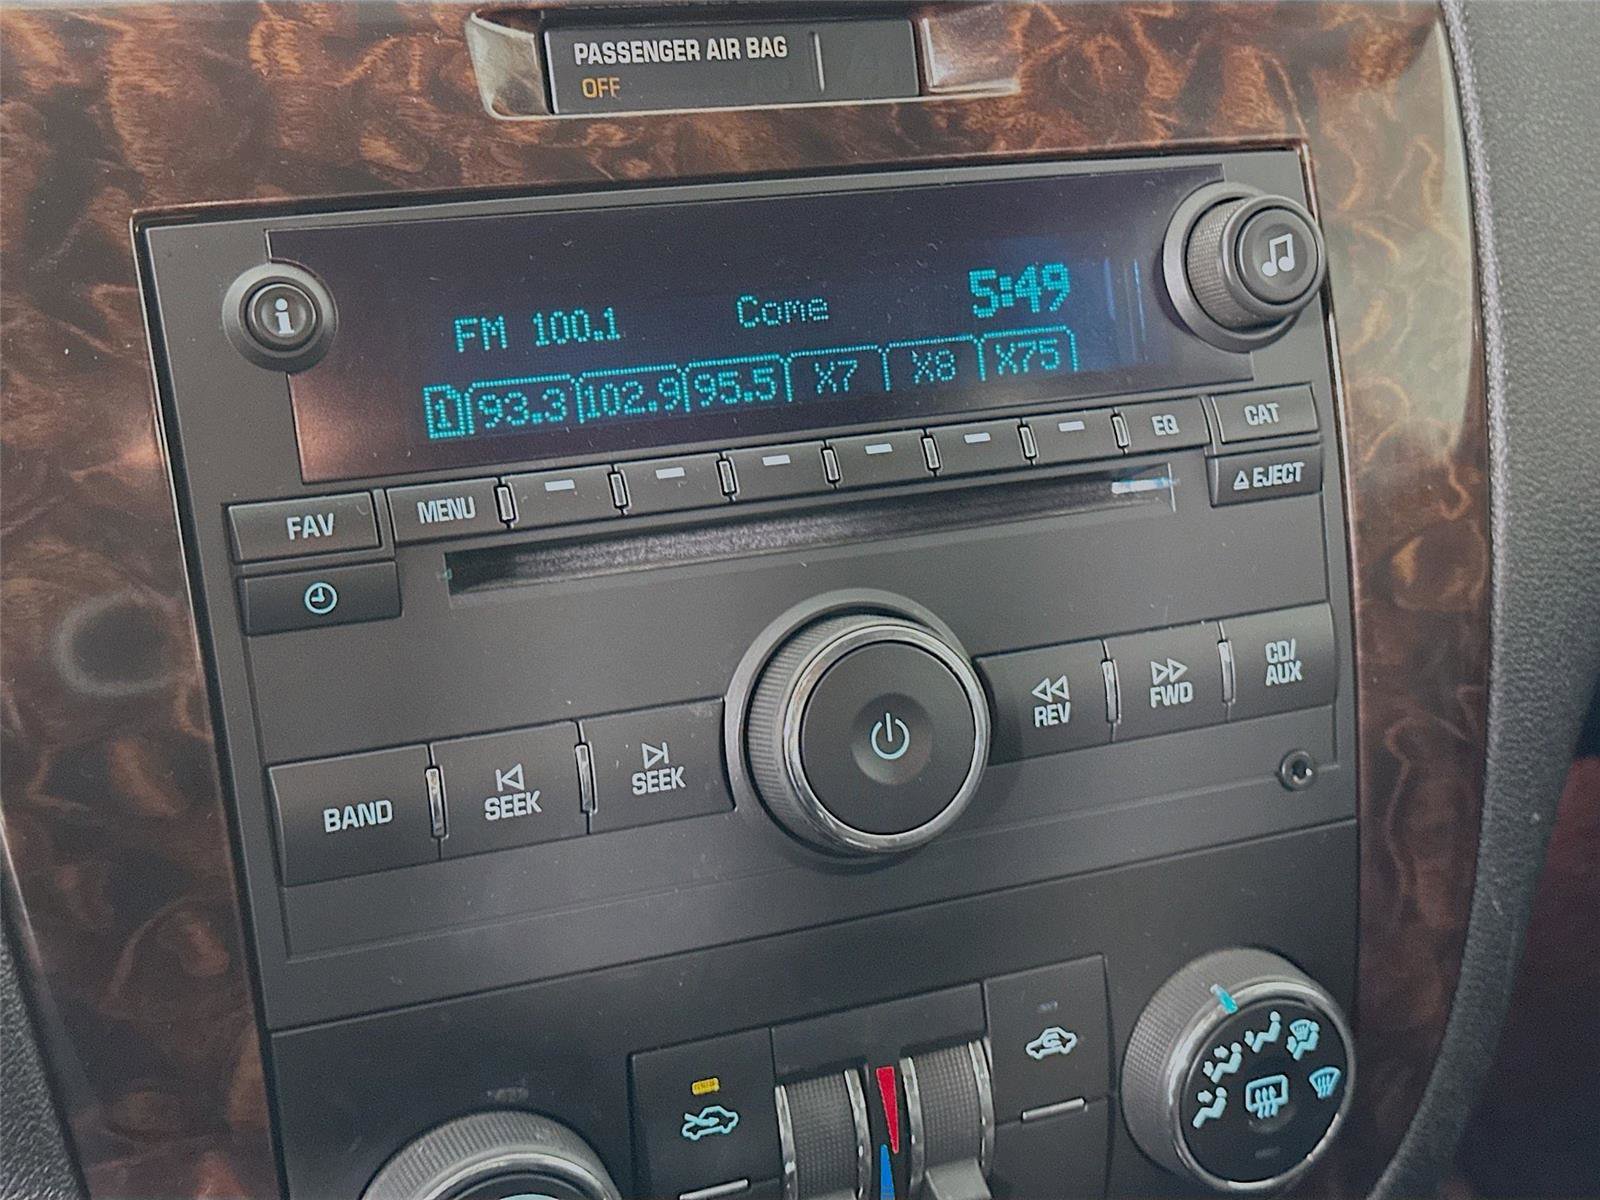 PASSENGER AIR BAG
OFF
FM 100.1 Come 5:49
1 93.3 102.9 95.5 X7 X8 X75
FAV MENU EQ CAT
EJECT
BAND SEEK SEEK REV FWD CD/AUX